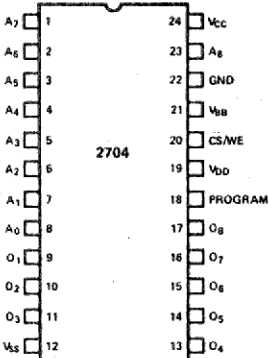 A7 1 24 VCC
A6 2 23 A8
A5 3 22 GND
A4 4 21 VBB
A3 5 20 CS/WE
2704
A2 6 19 VDD
A1 7 18 PROGRAM
A0 8 17 O8
O1 9 16 O7
O2 10 15 O6
O3 11 14 O5
VSS 12 13 O4